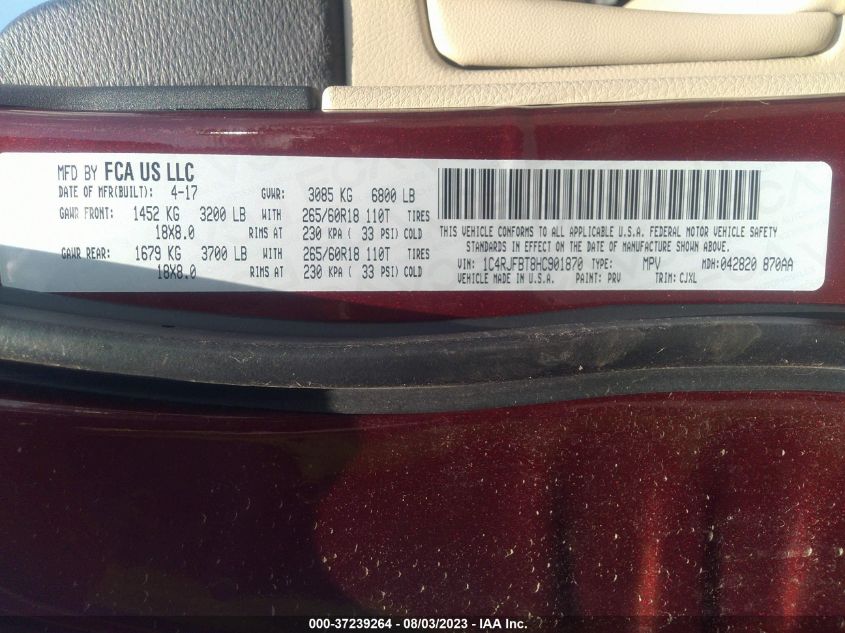 MFD BY FCA US LLC
DATE OF MFR(BUILT): 4-17 GVWR: 3085 KG 6800 LB
GAWR FRONT: 1452 KG 3200 LB WITH 265/60R18 110T TIRES
18X8.0 RIMS AT 230 KPA ( 33 PSI) COLD
GAWR REAR: 1679 KG 3700 LB WITH 265/60R18 110T TIRES
18X8.0 RIMS AT 230 KPA ( 33 PSI) COLD
THIS VEHICLE CONFORMS TO ALL APPLICABLE U.S.A. FEDERAL MOTOR VEHICLE SAFETY
STANDARDS IN EFFECT ON THE DATE OF MANUFACTURE SHOWN ABOVE.
VIN: 1C4RJFBT8HC901870 TYPE: MPV MDH: 042820 870AA
VEHICLE MADE IN U.S.A. PAINT: PRV TRIM: CJXL
000-37239264 - 08/03/2023 - IAA Inc.